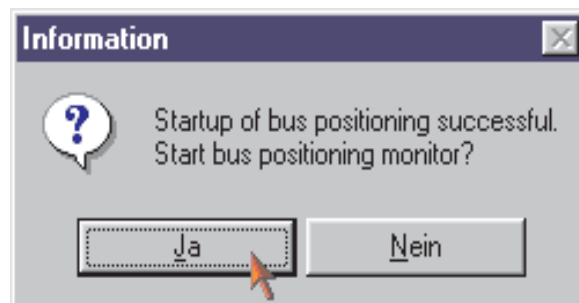 Information
Startup of bus positioning successful.
Start bus positioning monitor?
Ja
Nein